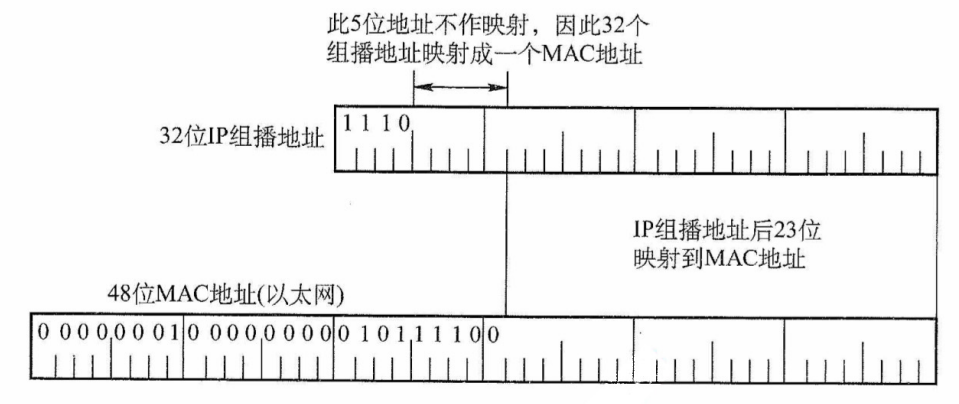 此5位地址不作映射，因此32个
组播地址映射成一个MAC地址
32位IP组播地址
1 1 1 0
IP组播地址后23位
映射到MAC地址
48位MAC地址(以太网)
0 0 0 0 0 0 0 1 0 0 0 0 0 0 0 0 0 1 0 1 1 1 1 0 0